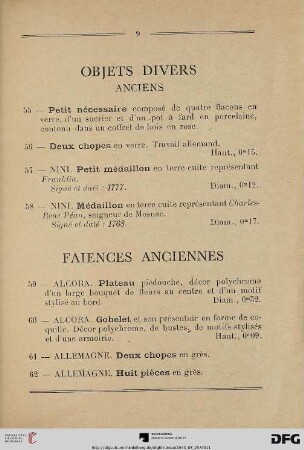 9
OBJETS DIVERS
ANCIENS
55 — Petit nécessaire composé de quatre flacons en
verre, d'un sucrier et d'un pot à fard en porcelaine,
contenu dans un coffret de bois en rose.
56 — Deux chopes en verre. Travail allemand.
Haut., 0m15.
57 — NINI. Petit médaillon en terre cuite représentant
Franklin.
Signé et daté : 1777. Diam., 0m12.
58 — NINI. Médaillon en terre cuite représentant Charles-
René Péan, seigneur de Mosnac.
Signé et daté : 1768. Diam., 0m17.
FAIENCES ANCIENNES
59 — ALCORA. Plateau piédouche, décor polychrome
d'un large bouquet de fleurs au centre et d'un motif
stylisé au bord. Diam., 0m32.
60 — ALCORA. Gobelet et son présentoir en forme de co-
quille. Décor polychrome, de bustes, de motifs stylisés
et d'une armoirie. Haut., 0m09.
61 — ALLEMAGNE. Deux chopes en grès.
62 — ALLEMAGNE. Huit pièces en grès.
UNIVERSITÄTS-
BIBLIOTHEK
HEIDELBERG
DFG